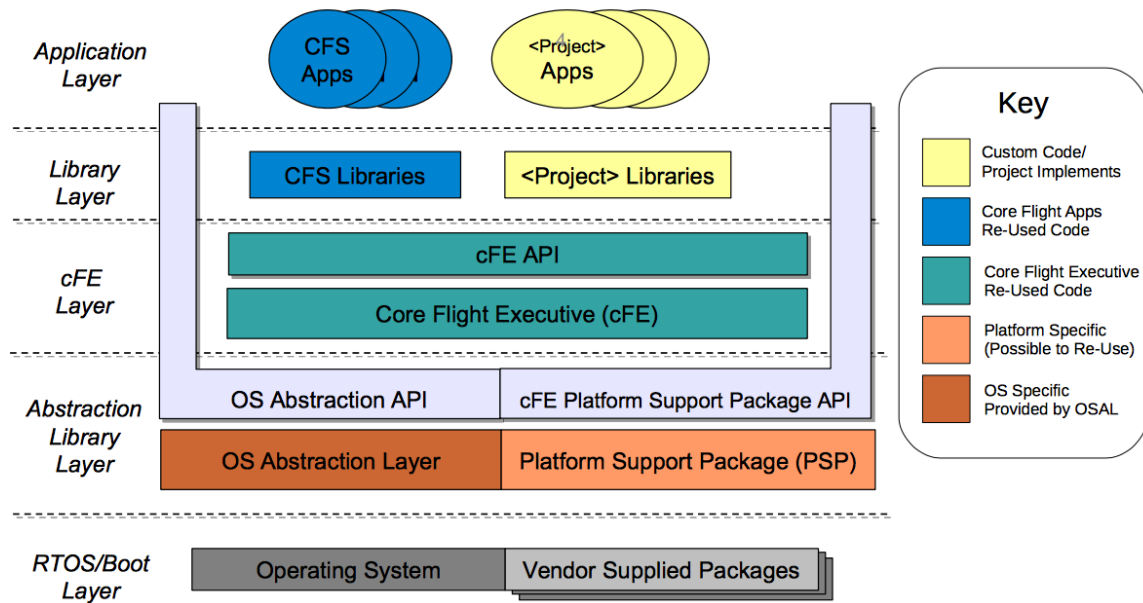 Application
Layer
CFS
Apps
4
<Project>
Apps
Library
Layer
CFS Libraries
<Project> Libraries
cFE
Layer
cFE API
Core Flight Executive (cFE)
Abstraction
Library
Layer
OS Abstraction API
cFE Platform Support Package API
OS Abstraction Layer
Platform Support Package (PSP)
RTOS/Boot
Layer
Operating System
Vendor Supplied Packages
Key
Custom Code/
Project Implements
Core Flight Apps
Re-Used Code
Core Flight Executive
Re-Used Code
Platform Specific
(Possible to Re-Use)
OS Specific
Provided by OSAL